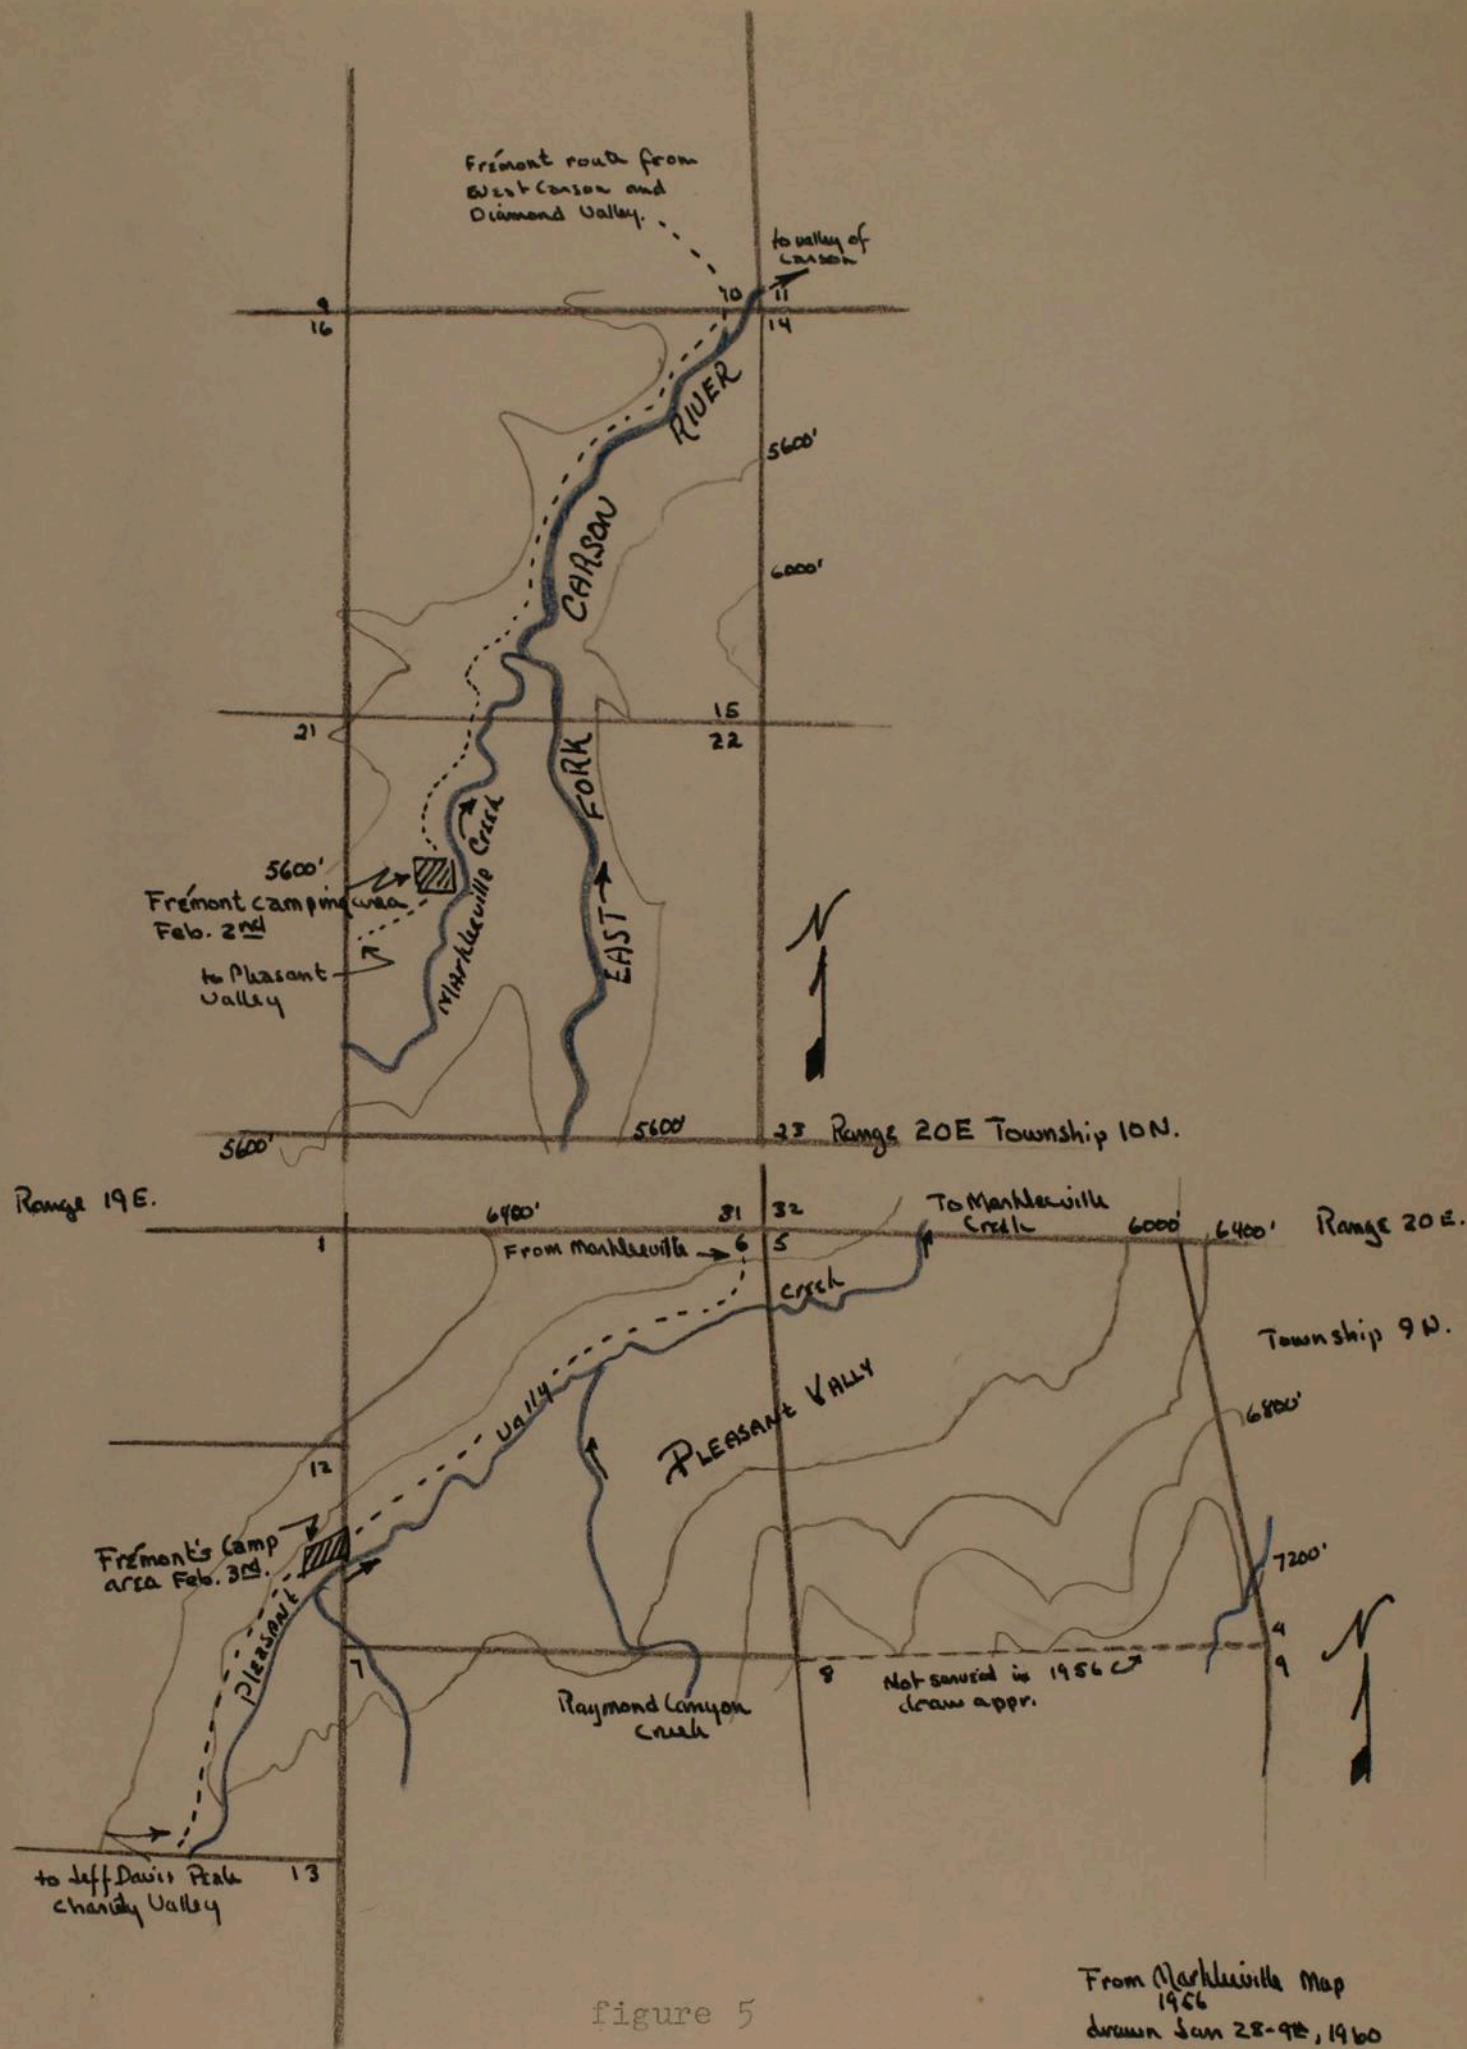 Frémont route from
West Carson and
Diamond Valley.
to valley of
Carson
10 11
9
16
14
RIVER
5600'
CARSON
6000'
15
21
22
FORK
Creek
5600'
Frémont camping area
Feb. 2nd
Markleeville
EAST
N
to Pleasant
Valley
5600'
5600'
23 Range 20E Township 10N.
Range 19E.
6400'
31 32
To Markleeville
Creek
6000'
6400'
Range 20E.
1
From Markleeville
6 5
Creek
Township 9N.
Vally
PLEASANT VALLY
6800'
12
Frémont's Camp
area Feb. 3rd.
7200'
PLEASANT
N
7
8
4
9
Not surveyed in 1956
draw appr.
Raymond Canyon
Creek
13
to Jeff Davis Peak
Charity Valley
From Markleeville Map
1956
drawn Jan 28-9th, 1960
figure 5